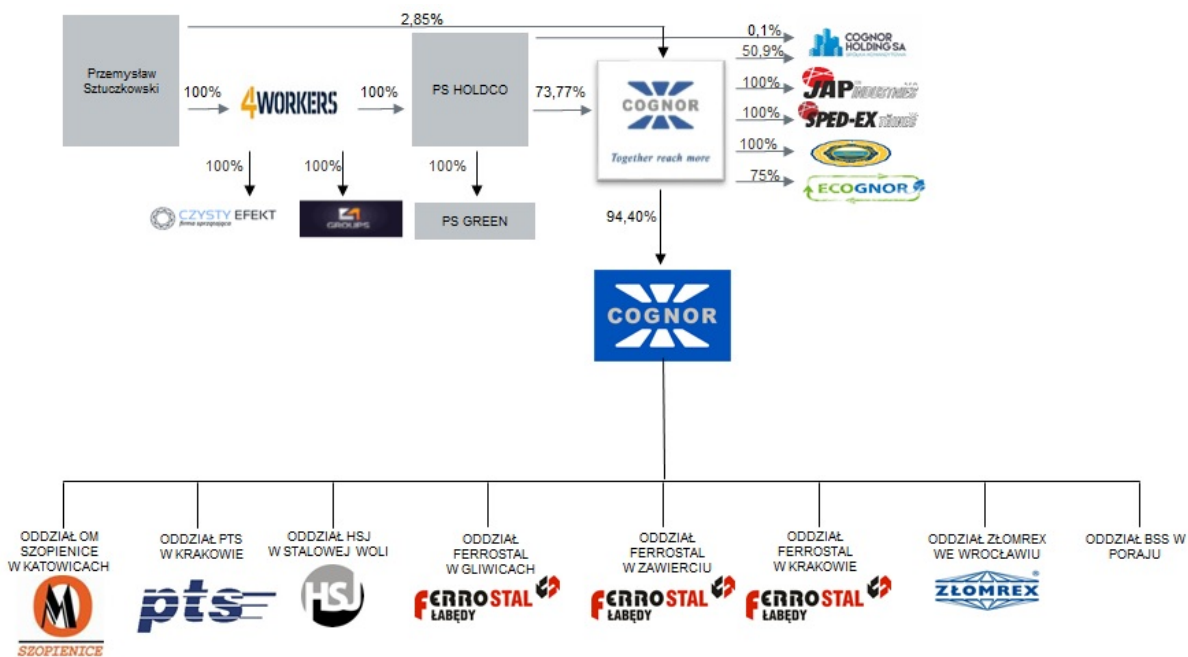 2,85%
0,1%
COGNOR
HOLDING SA
50,9%
Przemysław
Sztuczkowski
100%
4WORKERS
100%
PS HOLDCO
73,77%
COGNOR
Together reach more
100%
JAP INDUSTRIES
100%
SPED-EX
100%
75%
ECOGNOR
100%
CZYSTY EFEKT
firma sprzątająca
100%
GROUPS
100%
PS GREEN
94,40%
COGNOR
ODDZIAŁ OM
SZOPIENICE
W KATOWICACH
SZOPIENICE
ODDZIAŁ PTS
W KRAKOWIE
pts
ODDZIAŁ HSJ
W STALOWEJ WOLI
HSJ
ODDZIAŁ
FERROSTAL
W GLIWICACH
FERROSTAL
ŁABĘDY
ODDZIAŁ
FERROSTAL
W ZAWIERCIU
FERROSTAL
ŁABĘDY
ODDZIAŁ
FERROSTAL
W KRAKOWIE
FERROSTAL
ŁABĘDY
ODDZIAŁ ZŁOMREX
WE WROCŁAWIU
ZŁOMREX
ODDZIAŁ BSS W
PORAJU